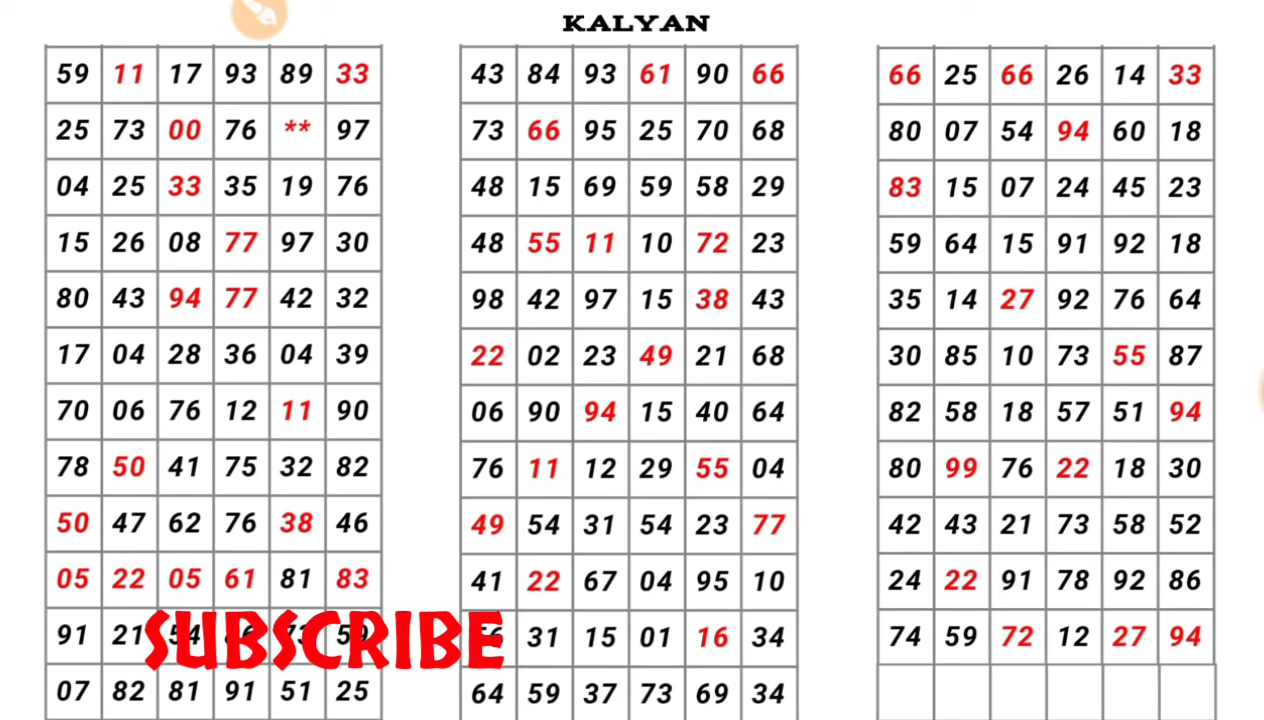 KALYAN
59 11 17 93 89 33
25 73 00 76 ** 97
04 25 33 35 19 76
15 26 08 77 97 30
80 43 94 77 42 32
17 04 28 36 04 39
70 06 76 12 11 90
78 50 41 75 32 82
50 47 62 76 38 46
05 22 05 61 81 83
91 21 54 86 73 59
07 82 81 91 51 25
SUBSCRIBE
43 84 93 61 90 66
73 66 95 25 70 68
48 15 69 59 58 29
48 55 11 10 72 23
98 42 97 15 38 43
22 02 23 49 21 68
06 90 94 15 40 64
76 11 12 29 55 04
49 54 31 54 23 77
41 22 67 04 95 10
31 15 01 16 34
64 59 37 73 69 34
66 25 66 26 14 33
80 07 54 94 60 18
83 15 07 24 45 23
59 64 15 91 92 18
35 14 27 92 76 64
30 85 10 73 55 87
82 58 18 57 51 94
80 99 76 22 18 30
42 43 21 73 58 52
24 22 91 78 92 86
74 59 72 12 27 94